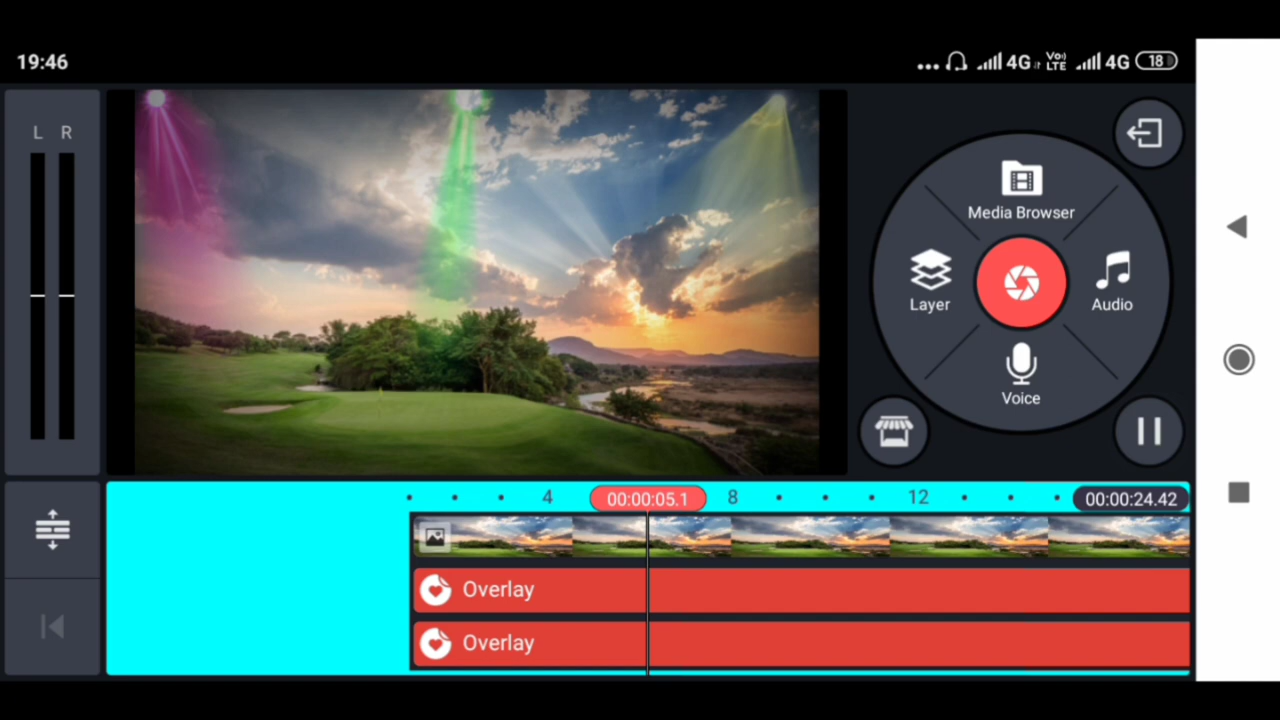 19:46
4G Vo) LTE 4G 18
L R
Media Browser
Layer
Audio
Voice
4 00:00:05.1 8 12 00:00:24.42
Overlay
Overlay